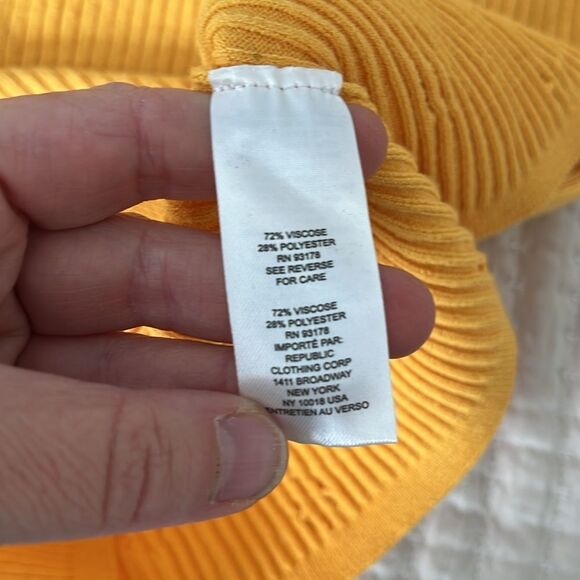 72% VISCOSE
28% POLYESTER
RN 93178
SEE REVERSE
FOR CARE
72% VISCOSE
28% POLYESTER
RN 93178
IMPORTÉ PAR:
REPUBLIC
CLOTHING CORP
1411 BROADWAY
NEW YORK
NY 10018 USA
ENTRETIEN AU VERSO